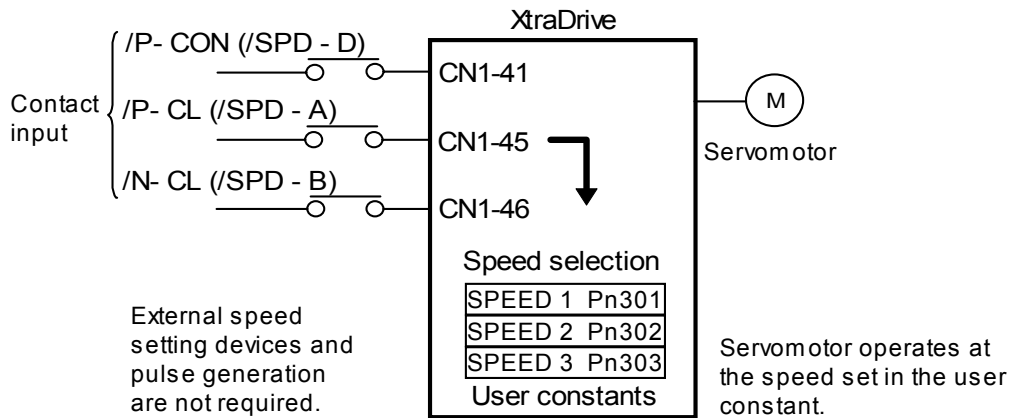 XtraDrive
/P- CON (/SPD - D)
CN1-41
Contact
input
/P- CL (/SPD - A)
CN1-45
/N- CL (/SPD - B)
CN1-46
M
Servomotor
Speed selection
SPEED 1 Pn301
SPEED 2 Pn302
SPEED 3 Pn303
User constants
External speed
setting devices and
pulse generation
are not required.
Servomotor operates at
the speed set in the user
constant.